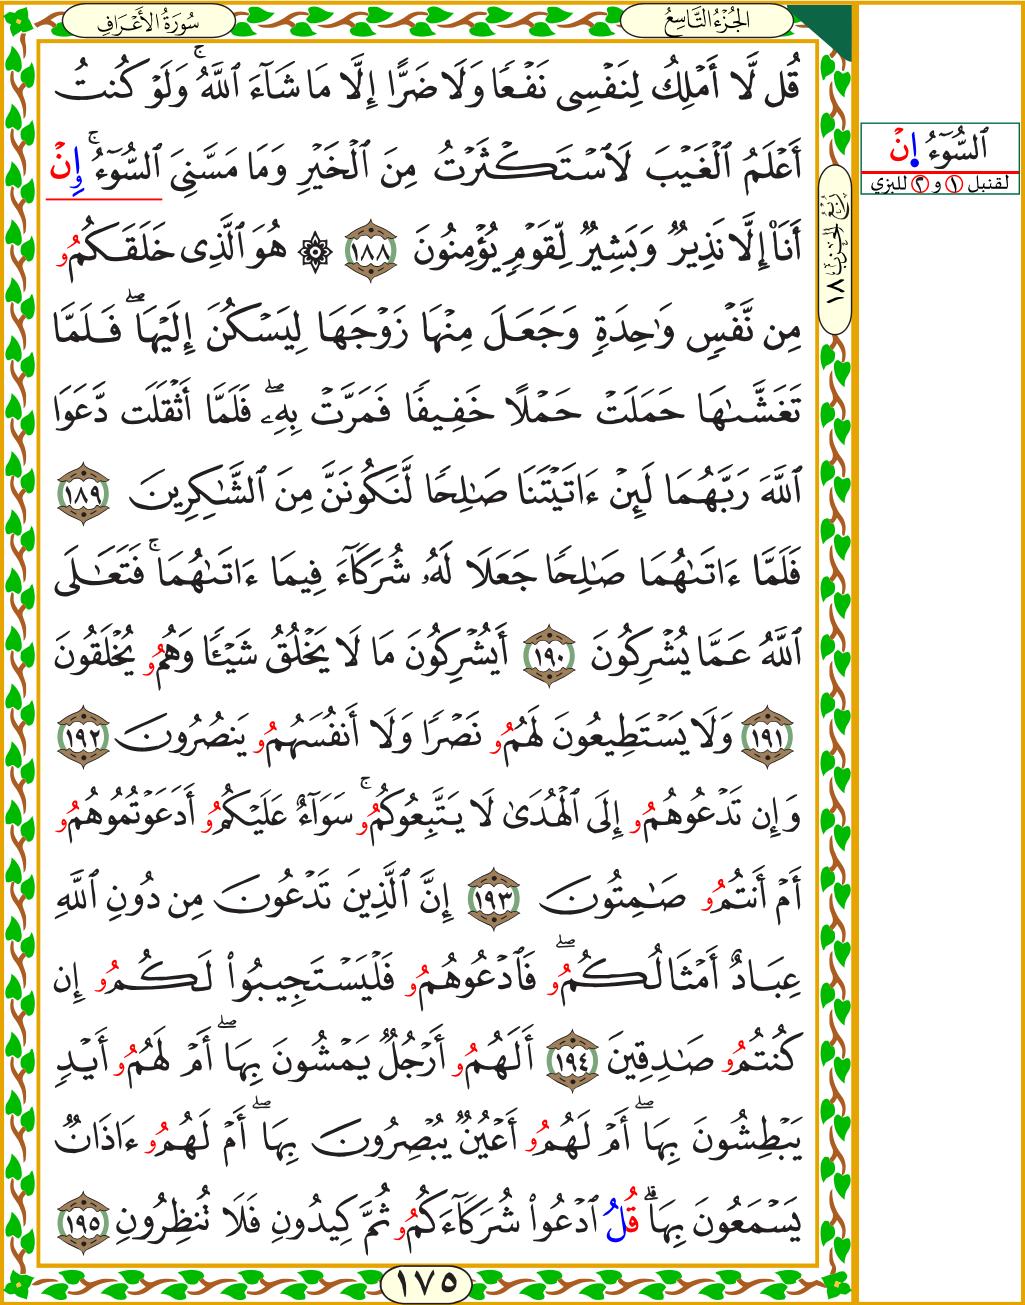 سُورَةُ الأَعْرَافِ
الجُزْءُ التَّاسِعُ
قُل لَّا أَمْلِكُ لِنَفْسِى نَفْعًا وَلَا ضَرًّا إِلَّا مَا شَآءَ ٱللَّهُ ۚ وَلَوْ كُنتُ
أَعْلَمُ ٱلْغَيْبَ لَٱسْتَكْثَرْتُ مِنَ ٱلْخَيْرِ وَمَا مَسَّنِىَ ٱلسُّوٓءُ ۚ وِنْ
أَنَا۠ إِلَّا نَذِيرٌ وَبَشِيرٌ لِّقَوْمٍ يُؤْمِنُونَ ١٨٨ ۞ هُوَ ٱلَّذِى خَلَقَكُمُو
مِن نَّفْسٍ وَٰحِدَةٍ وَجَعَلَ مِنْهَا زَوْجَهَا لِيَسْكُنَ إِلَيْهَا ۖ فَلَمَّا
تَغَشَّىٰهَا حَمَلَتْ حَمْلًا خَفِيفًا فَمَرَّتْ بِهِۦ ۖ فَلَمَّا أَثْقَلَت دَّعَوَا
ٱللَّهَ رَبَّهُمَا لَئِنْ ءَاتَيْتَنَا صَٰلِحًا لَّنَكُونَنَّ مِنَ ٱلشَّٰكِرِينَ ١٨٩
فَلَمَّا ءَاتَىٰهُمَا صَٰلِحًا جَعَلَا لَهُۥ شُرَكَآءَ فِيمَا ءَاتَىٰهُمَا ۚ فَتَعَٰلَى
ٱللَّهُ عَمَّا يُشْرِكُونَ ١٩٠ أَيُشْرِكُونَ مَا لَا يَخْلُقُ شَيْـًٔا وَهُمُو يُخْلَقُونَ
١٩١ وَلَا يَسْتَطِيعُونَ لَهُمُو نَصْرًا وَلَا أَنفُسَهُمُو يَنصُرُونَ ١٩٢
وَإِن تَدْعُوهُمُو إِلَى ٱلْهُدَىٰ لَا يَتَّبِعُوكُمُو ۚ سَوَآءٌ عَلَيْكُمُو أَدَعَوْتُمُوهُمُو
أَمْ أَنتُمُو صَٰمِتُونَ ١٩٣ إِنَّ ٱلَّذِينَ تَدْعُونَ مِن دُونِ ٱللَّهِ
عِبَادٌ أَمْثَالُكُمُو ۖ فَٱدْعُوهُمُو فَلْيَسْتَجِيبُوا۟ لَكُمُو إِن
كُنتُمُو صَٰدِقِينَ ١٩٤ أَلَهُمُو أَرْجُلٌ يَمْشُونَ بِهَا ۖ أَمْ لَهُمُو أَيْدٍ
يَبْطِشُونَ بِهَا ۖ أَمْ لَهُمُو أَعْيُنٌ يُبْصِرُونَ بِهَا ۖ أَمْ لَهُمُو ءَاذَانٌ
يَسْمَعُونَ بِهَا ۗ قُلُ ٱدْعُوا۟ شُرَكَآءَكُمُو ثُمَّ كِيدُونِ فَلَا تُنظِرُونِ ١٩٥
١٧٥
رُبْعُ الحِزْبِ ١٨
ٱلسُّوٓءُ اِنْ
لقنبل ١ و ٢ للبزي